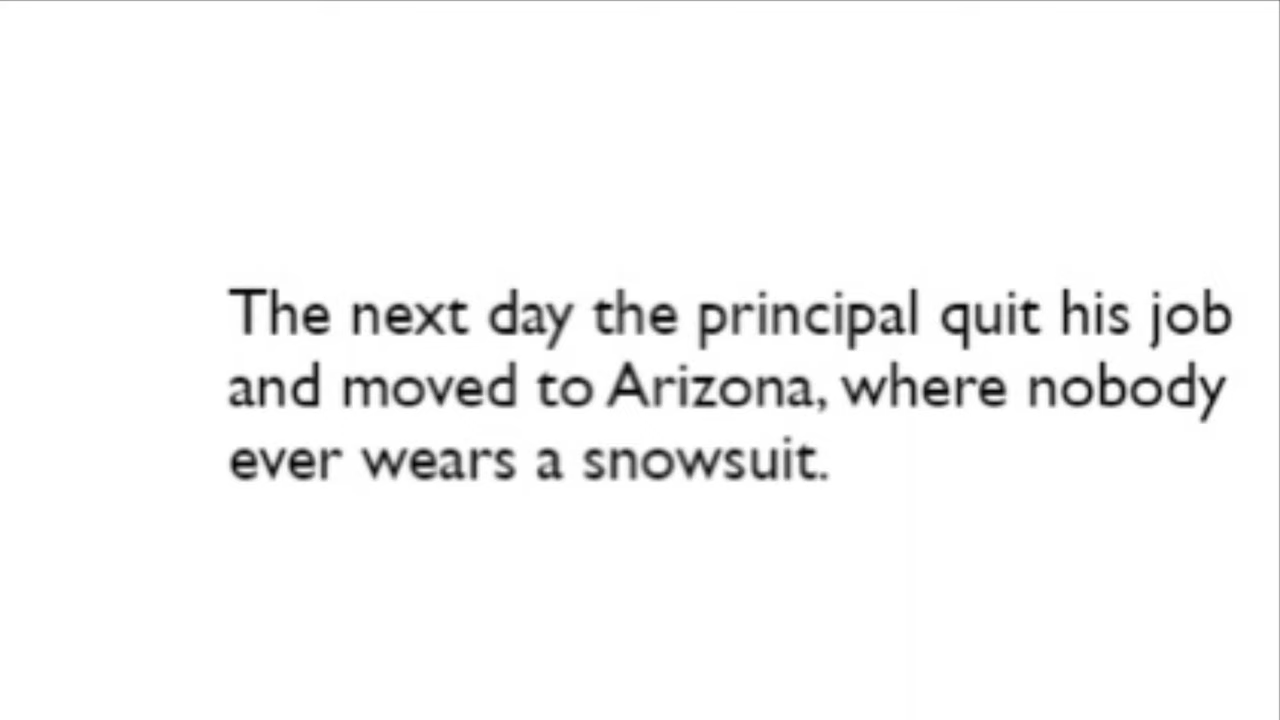 The next day the principal quit his job
and moved to Arizona, where nobody
ever wears a snowsuit.